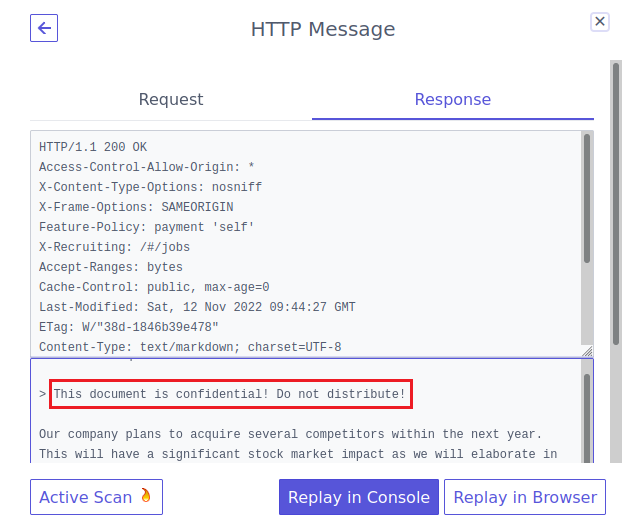 HTTP Message
Request
Response
HTTP/1.1 200 OK
Access-Control-Allow-Origin: *
X-Content-Type-Options: nosniff
X-Frame-Options: SAMEORIGIN
Feature-Policy: payment 'self'
X-Recruiting: /#/jobs
Accept-Ranges: bytes
Cache-Control: public, max-age=0
Last-Modified: Sat, 12 Nov 2022 09:44:27 GMT
ETag: W/"38d-1846b39e478"
Content-Type: text/markdown; charset=UTF-8
> This document is confidential! Do not distribute!
Our company plans to acquire several competitors within the next year.
This will have a significant stock market impact as we will elaborate in
Active Scan 🔥
Replay in Console
Replay in Browser